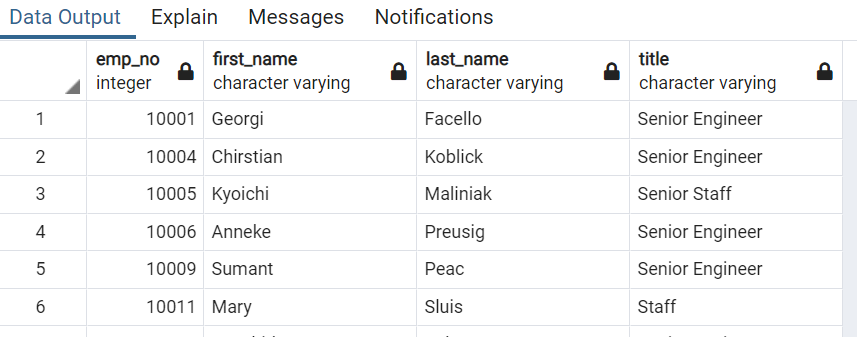 Data Output Explain Messages Notifications
emp_no first_name last_name title
integer character varying character varying character varying
1 10001 Georgi Facello Senior Engineer
2 10004 Chirstian Koblick Senior Engineer
3 10005 Kyoichi Maliniak Senior Staff
4 10006 Anneke Preusig Senior Engineer
5 10009 Sumant Peac Senior Engineer
6 10011 Mary Sluis Staff